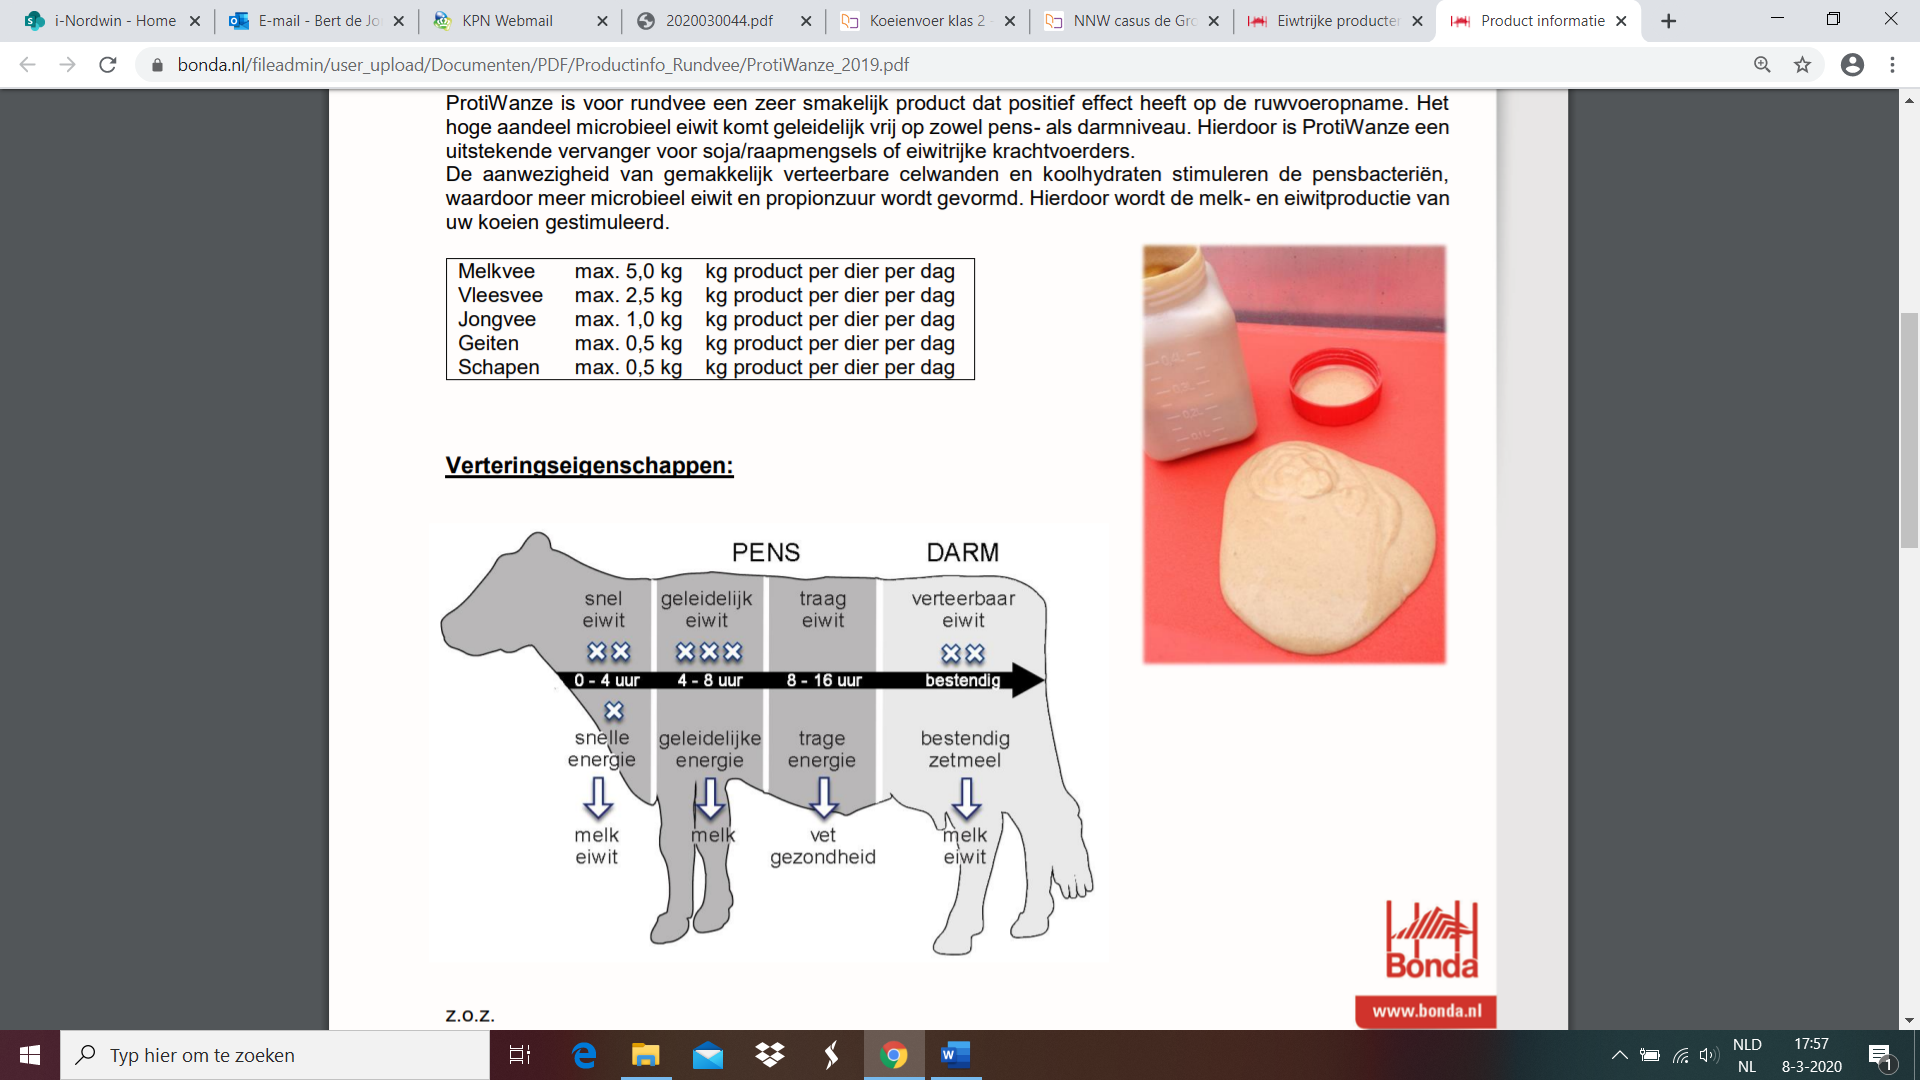 i-Nordwin - Home
E-mail - Bert de Jo
KPN Webmail
2020030044.pdf
Koeienvoer klas 2 -
NNW casus de Gro
Eiwtrijke producten
Product informatie
bonda.nl/fileadmin/user_upload/Documenten/PDF/Productinfo_Rundvee/ProtiWanze_2019.pdf
ProtiWanze is voor rundvee een zeer smakelijk product dat positief effect heeft op de ruwvoeropname. Het
hoge aandeel microbieel eiwit komt geleidelijk vrij op zowel pens- als darmniveau. Hierdoor is ProtiWanze een
uitstekende vervanger voor soja/raapmengsels of eiwitrijke krachtvoerders.
De aanwezigheid van gemakkelijk verteerbare celwanden en koolhydraten stimuleren de pensbacteriën,
waardoor meer microbieel eiwit en propionzuur wordt gevormd. Hierdoor wordt de melk- en eiwitproductie van
uw koeien gestimuleerd.
Melkvee max. 5,0 kg kg product per dier per dag
Vleesvee max. 2,5 kg kg product per dier per dag
Jongvee max. 1,0 kg kg product per dier per dag
Geiten max. 0,5 kg kg product per dier per dag
Schapen max. 0,5 kg kg product per dier per dag
Verteringseigenschappen:
PENS DARM
snel geleidelijk traag verteerbaar
eiwit eiwit eiwit eiwit
0 - 4 uur 4 - 8 uur 8 - 16 uur bestendig
snelle geleidelijke trage bestendig
energie energie energie zetmeel
melk melk vet melk
eiwit gezondheid eiwit
Bonda
www.bonda.nl
z.o.z.
Typ hier om te zoeken
NLD
NL
17:57
8-3-2020
1